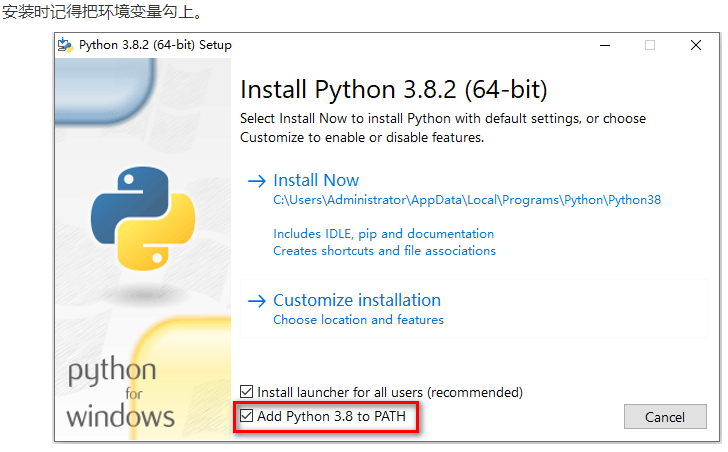 安装时记得把环境变量勾上。
Python 3.8.2 (64-bit) Setup
Install Python 3.8.2 (64-bit)
Select Install Now to install Python with default settings, or choose
Customize to enable or disable features.
Install Now
C:\Users\Administrator\AppData\Local\Programs\Python\Python38
Includes IDLE, pip and documentation
Creates shortcuts and file associations
Customize installation
Choose location and features
python
for
windows
Install launcher for all users (recommended)
Add Python 3.8 to PATH
Cancel